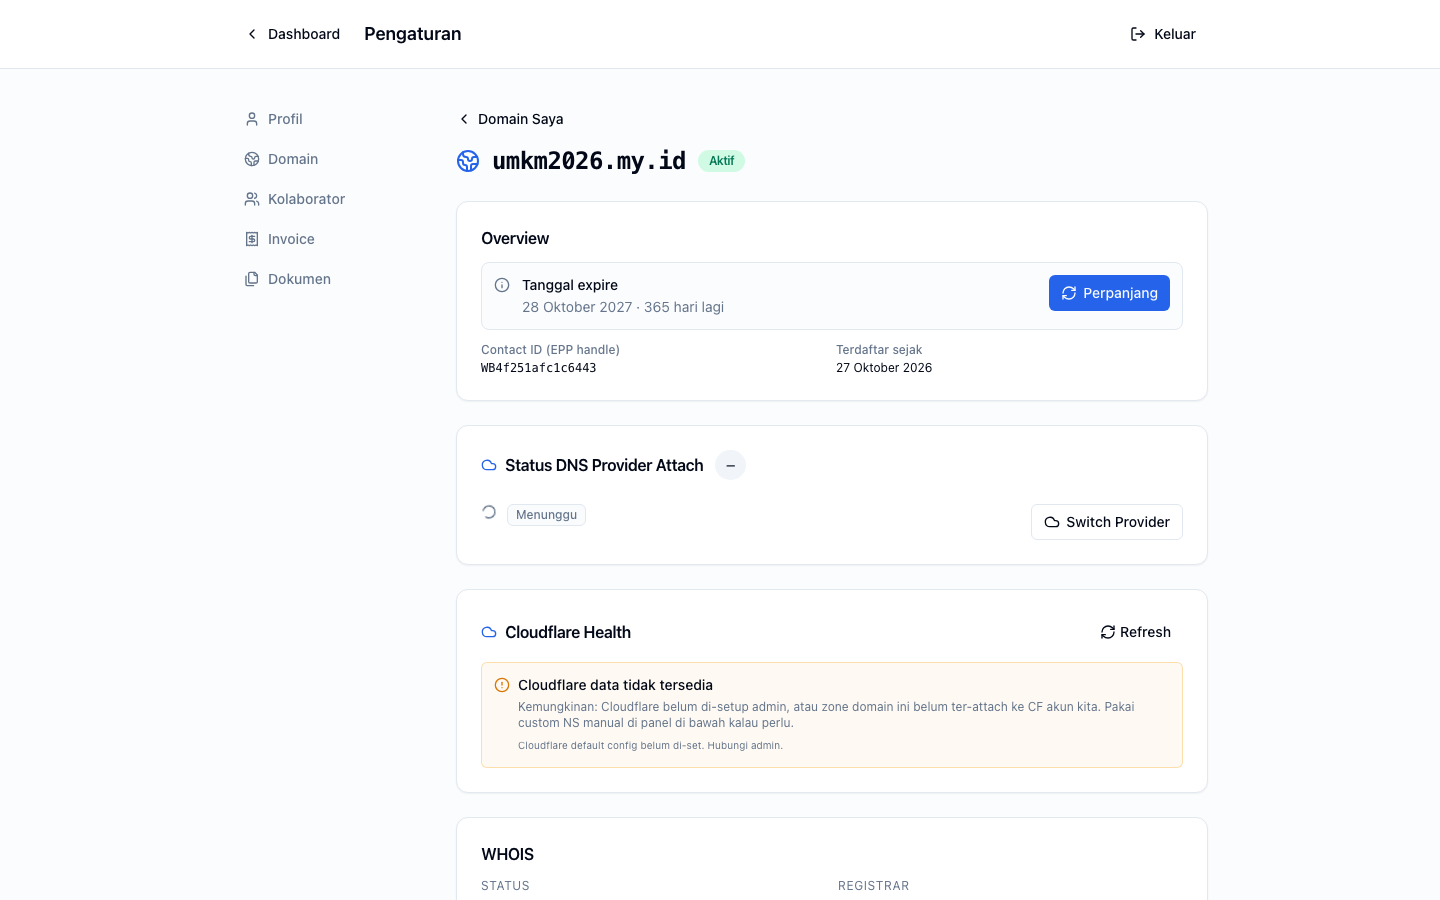 Dashboard
Pengaturan
Keluar
Profil
Domain
Kolaborator
Invoice
Dokumen
Domain Saya
umkm2026.my.id
Aktif
Overview
Tanggal expire
28 Oktober 2027 · 365 hari lagi
Perpanjang
Contact ID (EPP handle)
WB4f251afc1c6443
Terdaftar sejak
27 Oktober 2026
Status DNS Provider Attach
—
Menunggu
Switch Provider
Cloudflare Health
Refresh
Cloudflare data tidak tersedia
Kemungkinan: Cloudflare belum di-setup admin, atau zone domain ini belum ter-attach ke CF akun kita. Pakai
custom NS manual di panel di bawah kalau perlu.
Cloudflare default config belum di-set. Hubungi admin.
WHOIS
STATUS
REGISTRAR